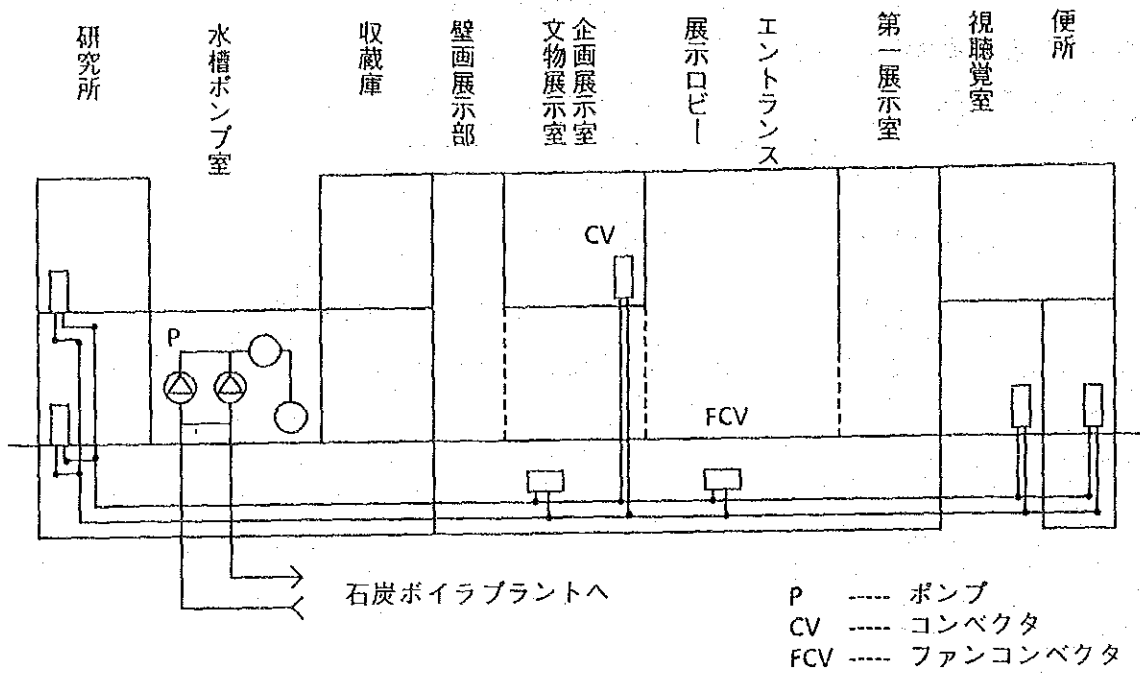 研究所
水槽ポンプ室
収蔵庫
壁画展示部
企画展示室
文物展示室
展示ロビー
エントランス
第一展示室
視聴覚室
便所
CV
P
FCV
石炭ボイラプラントへ
P ----- ポンプ
CV ----- コンベクタ
FCV ----- ファンコンベクタ